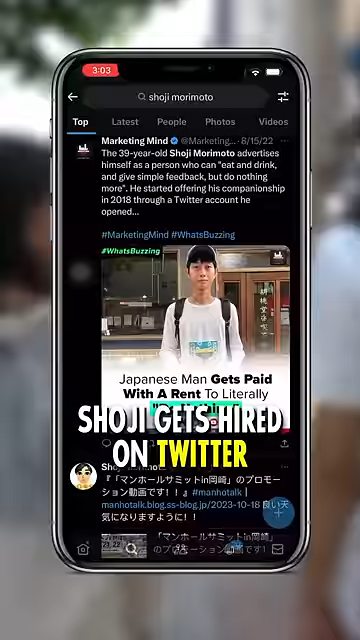 3:03
shoji morimoto
Top Latest People Photos Videos
Marketing Mind @Marketing... · 8/15/22
The 39-year-old Shoji Morimoto advertises
himself as a person who can "eat and drink,
and give simple feedback, but do nothing
more". He started offering his companionship
in 2018 through a Twitter account he
opened...
#MarketingMind #WhatsBuzzing
#WhatsBuzzing
Japanese Man Gets Paid
With A Rent To Literally
SHOJI GETS HIRED
ON TWITTER
『「マンホールサミットin岡崎」のプロモー
ション動画です！！』#manhotalk |
manhotalk.blog.ss-blog.jp/2023-10-18 良い天
気になりますように！！
「マンホールサミットin岡崎」
のプロモーション動画です！